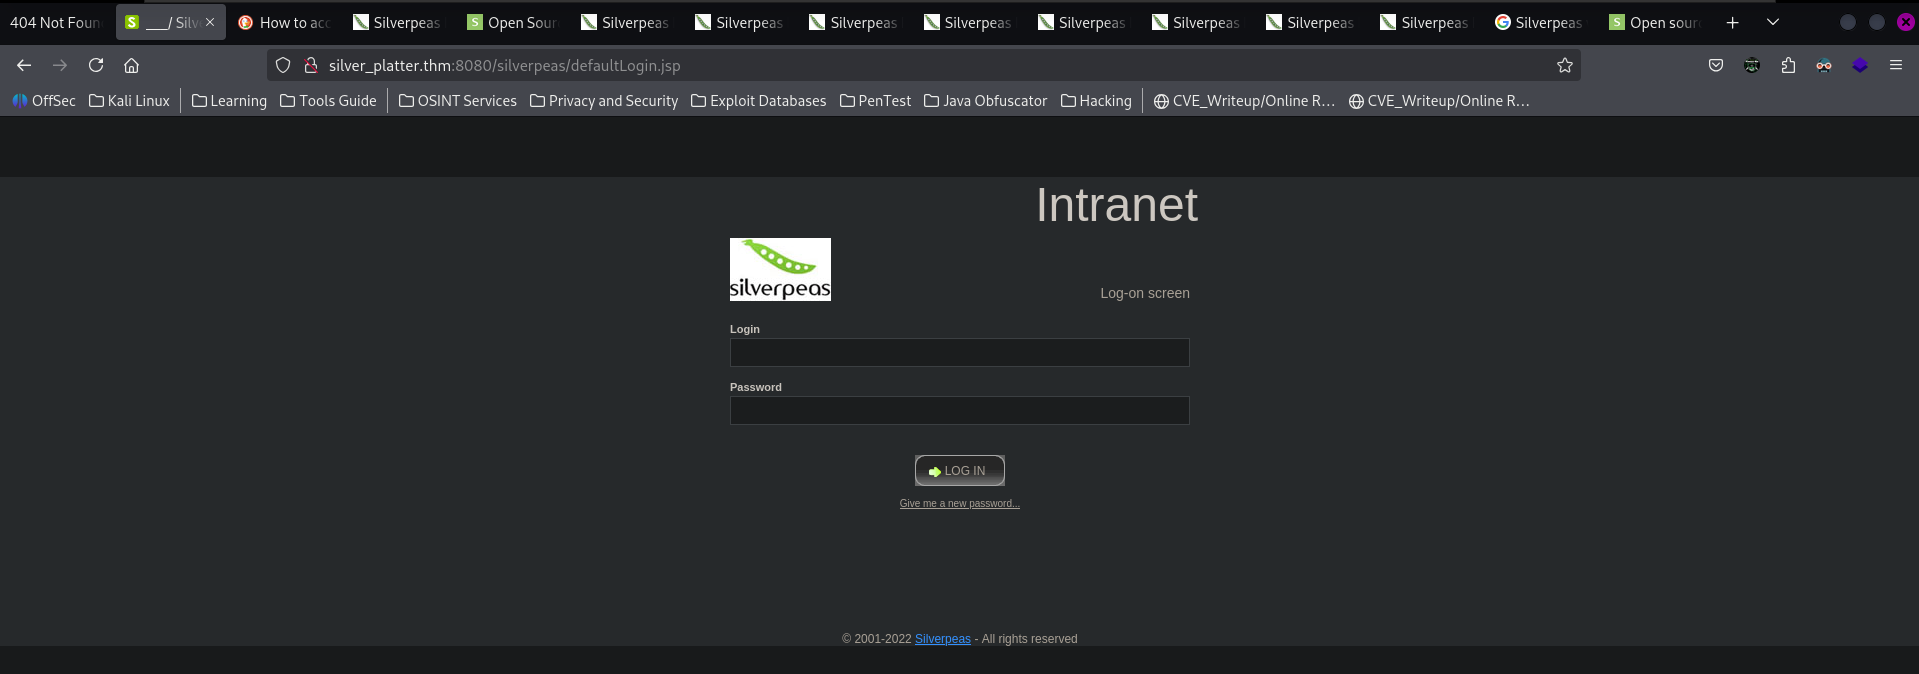 404 Not Foun ___/ Silv How to acc Silverpeas Open Sour Silverpeas Silverpeas Silverpeas Silverpeas Silverpeas Silverpeas Silverpeas Silverpeas Silverpeas Open sour
silver_platter.thm:8080/silverpeas/defaultLogin.jsp
OffSec Kali Linux Learning Tools Guide OSINT Services Privacy and Security Exploit Databases PenTest Java Obfuscator Hacking CVE_Writeup/Online R... CVE_Writeup/Online R...
Intranet
silverpeas
Log-on screen
Login
Password
LOG IN
Give me a new password...
© 2001-2022 Silverpeas - All rights reserved